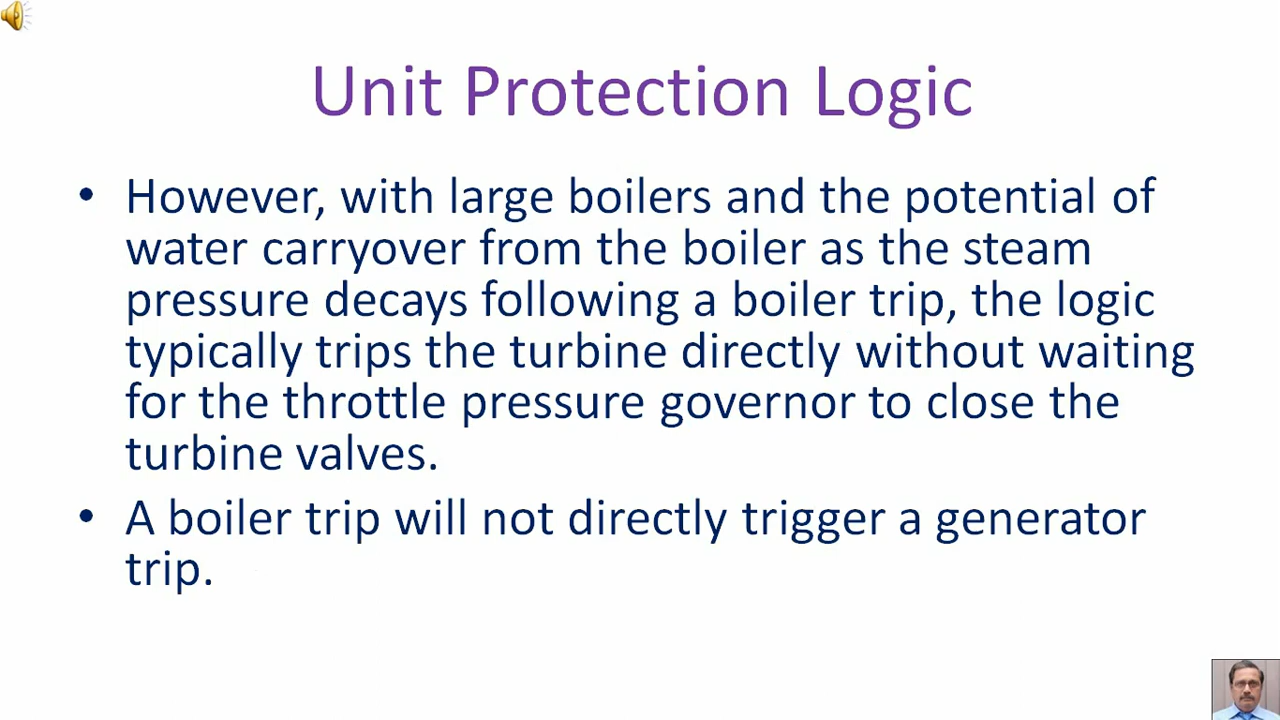 Unit Protection Logic
• However, with large boilers and the potential of
water carryover from the boiler as the steam
pressure decays following a boiler trip, the logic
typically trips the turbine directly without waiting
for the throttle pressure governor to close the
turbine valves.
• A boiler trip will not directly trigger a generator
trip.